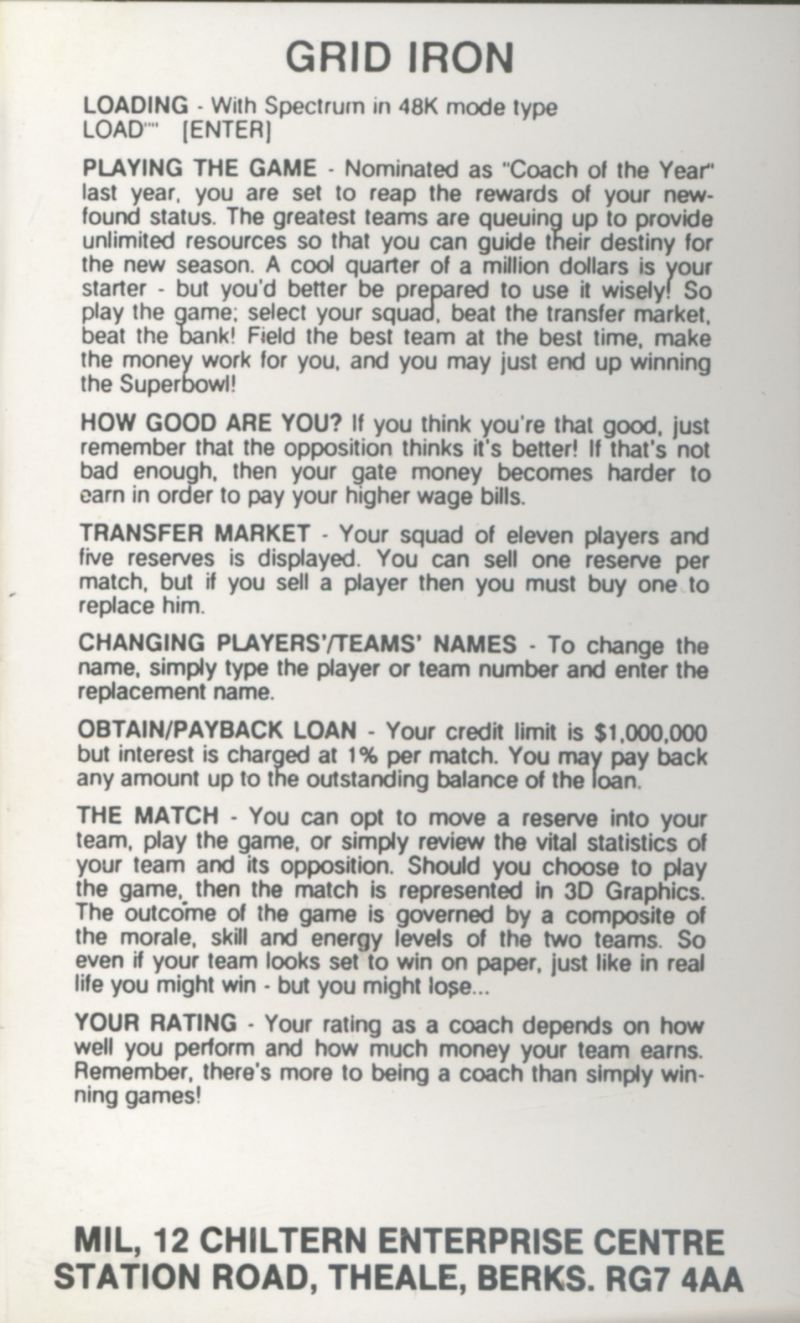 GRID IRON
LOADING - With Spectrum in 48K mode type
LOAD"" [ENTER]
PLAYING THE GAME - Nominated as "Coach of the Year"
last year, you are set to reap the rewards of your new-
found status. The greatest teams are queuing up to provide
unlimited resources so that you can guide their destiny for
the new season. A cool quarter of a million dollars is your
starter - but you'd better be prepared to use it wisely! So
play the game; select your squad, beat the transfer market,
beat the bank! Field the best team at the best time, make
the money work for you, and you may just end up winning
the Superbowl!
HOW GOOD ARE YOU? If you think you're that good, just
remember that the opposition thinks it's better! If that's not
bad enough, then your gate money becomes harder to
earn in order to pay your higher wage bills.
TRANSFER MARKET - Your squad of eleven players and
five reserves is displayed. You can sell one reserve per
match, but if you sell a player then you must buy one to
replace him.
CHANGING PLAYERS'/TEAMS' NAMES - To change the
name, simply type the player or team number and enter the
replacement name.
OBTAIN/PAYBACK LOAN - Your credit limit is $1,000,000
but interest is charged at 1% per match. You may pay back
any amount up to the outstanding balance of the loan.
THE MATCH - You can opt to move a reserve into your
team, play the game, or simply review the vital statistics of
your team and its opposition. Should you choose to play
the game, then the match is represented in 3D Graphics.
The outcome of the game is governed by a composite of
the morale, skill and energy levels of the two teams. So
even if your team looks set to win on paper, just like in real
life you might win - but you might lose...
YOUR RATING - Your rating as a coach depends on how
well you perform and how much money your team earns.
Remember, there's more to being a coach than simply win-
ning games!
MIL, 12 CHILTERN ENTERPRISE CENTRE
STATION ROAD, THEALE, BERKS. RG7 4AA